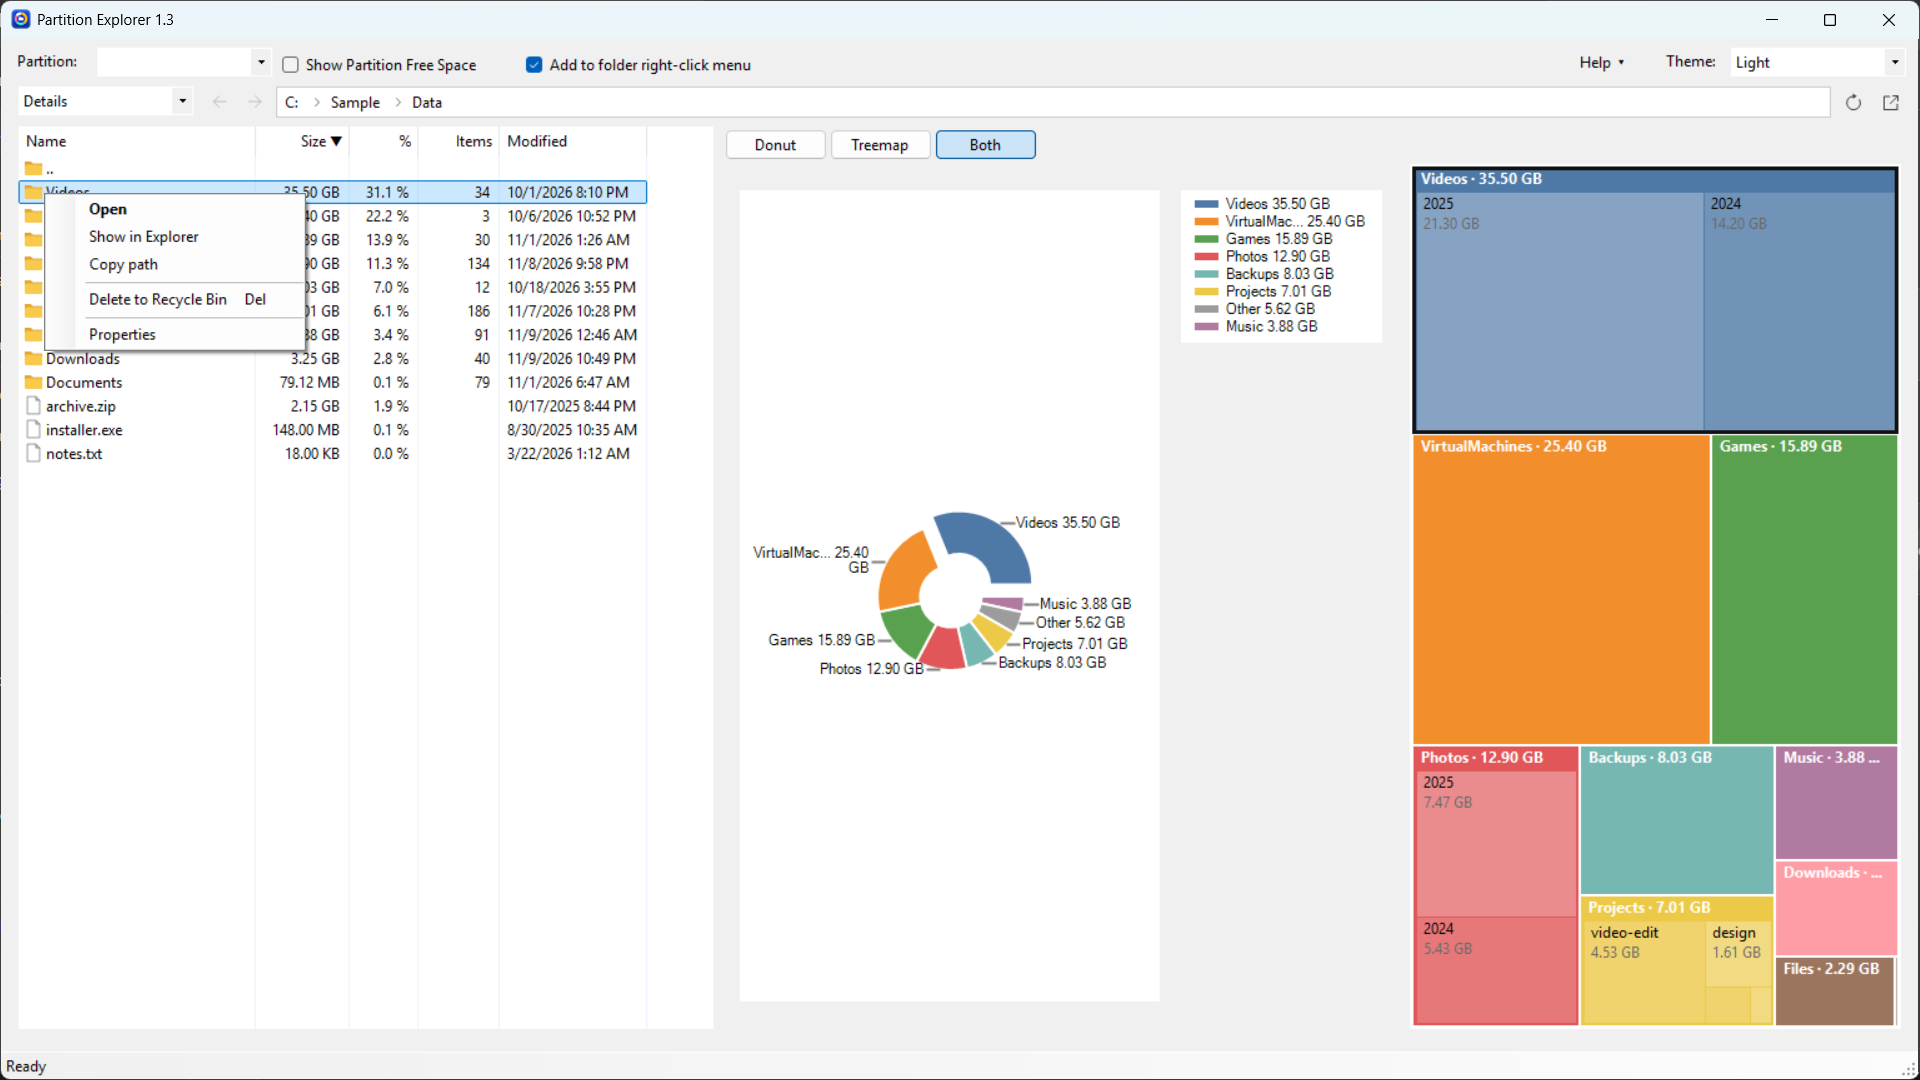 Partition Explorer 1.3
Partition:
Show Partition Free Space
Add to folder right-click menu
Help
Theme:
Light
Details
C: > Sample > Data
Name Size ▼ % Items Modified
..
35.50 GB 31.1 % 34 10/1/2026 8:10 PM
GB 22.2 % 3 10/6/2026 10:52 PM
GB 13.9 % 30 11/1/2026 1:26 AM
GB 11.3 % 134 11/8/2026 9:58 PM
GB 7.0 % 12 10/18/2026 3:55 PM
GB 6.1 % 186 11/7/2026 10:28 PM
GB 3.4 % 91 11/9/2026 12:46 AM
Downloads 3.25 GB 2.8 % 40 11/9/2026 10:49 PM
Documents 79.12 MB 0.1 % 79 11/1/2026 6:47 AM
archive.zip 2.15 GB 1.9 % 10/17/2025 8:44 PM
installer.exe 148.00 MB 0.1 % 8/30/2025 10:35 AM
notes.txt 18.00 KB 0.0 % 3/22/2026 1:12 AM
Open
Show in Explorer
Copy path
Delete to Recycle Bin Del
Properties
Donut
Treemap
Both
Videos 35.50 GB
VirtualMac... 25.40
GB
Games 15.89 GB
Photos 12.90 GB
Music 3.88 GB
Other 5.62 GB
Projects 7.01 GB
Backups 8.03 GB
Videos 35.50 GB
VirtualMac... 25.40 GB
Games 15.89 GB
Photos 12.90 GB
Backups 8.03 GB
Projects 7.01 GB
Other 5.62 GB
Music 3.88 GB
Videos · 35.50 GB
2025
21.30 GB
2024
14.20 GB
VirtualMachines · 25.40 GB
Games · 15.89 GB
Photos · 12.90 GB
2025
7.47 GB
2024
5.43 GB
Backups · 8.03 GB
Projects · 7.01 GB
video-edit
4.53 GB
design
1.61 GB
Music · 3.88 ...
Downloads · ...
Files · 2.29 GB
Ready